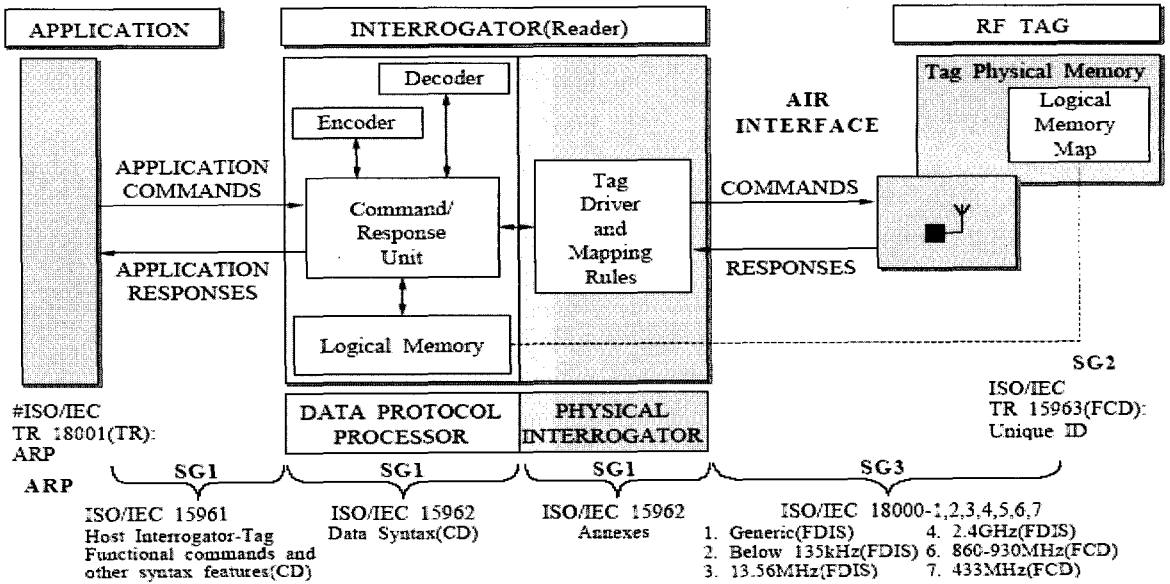 APPLICATION
INTERROGATOR(Reader)
RF TAG
Decoder
Encoder
Tag Physical Memory
Logical
Memory
Map
AIR
INTERFACE
APPLICATION
COMMANDS
Command/
Response
Unit
Tag
Driver
and
Mapping
Rules
COMMANDS
APPLICATION
RESPONSES
RESPONSES
Logical Memory
SG2
ISO/IEC
TR 15963(FCD):
Unique ID
#ISO/IEC
TR 18001(TR):
ARP
DATA PROTOCOL
PROCESSOR
PHYSICAL
INTERROGATOR
ARP
SG1
SG1
SG1
SG3
ISO/IEC 15961
Host Interrogator-Tag
Functional commands and
other syntax features(CD)
ISO/IEC 15962
Data Syntax(CD)
ISO/IEC 15962
Annexes
ISO/IEC 18000-1,2,3,4,5,6,7
1. Generic(FDIS)
2. Below 135kHz(FDIS)
3. 13.56MHz(FDIS)
4. 2.4GHz(FDIS)
6. 860-930MHz(FCD)
7. 433MHz(FCD)